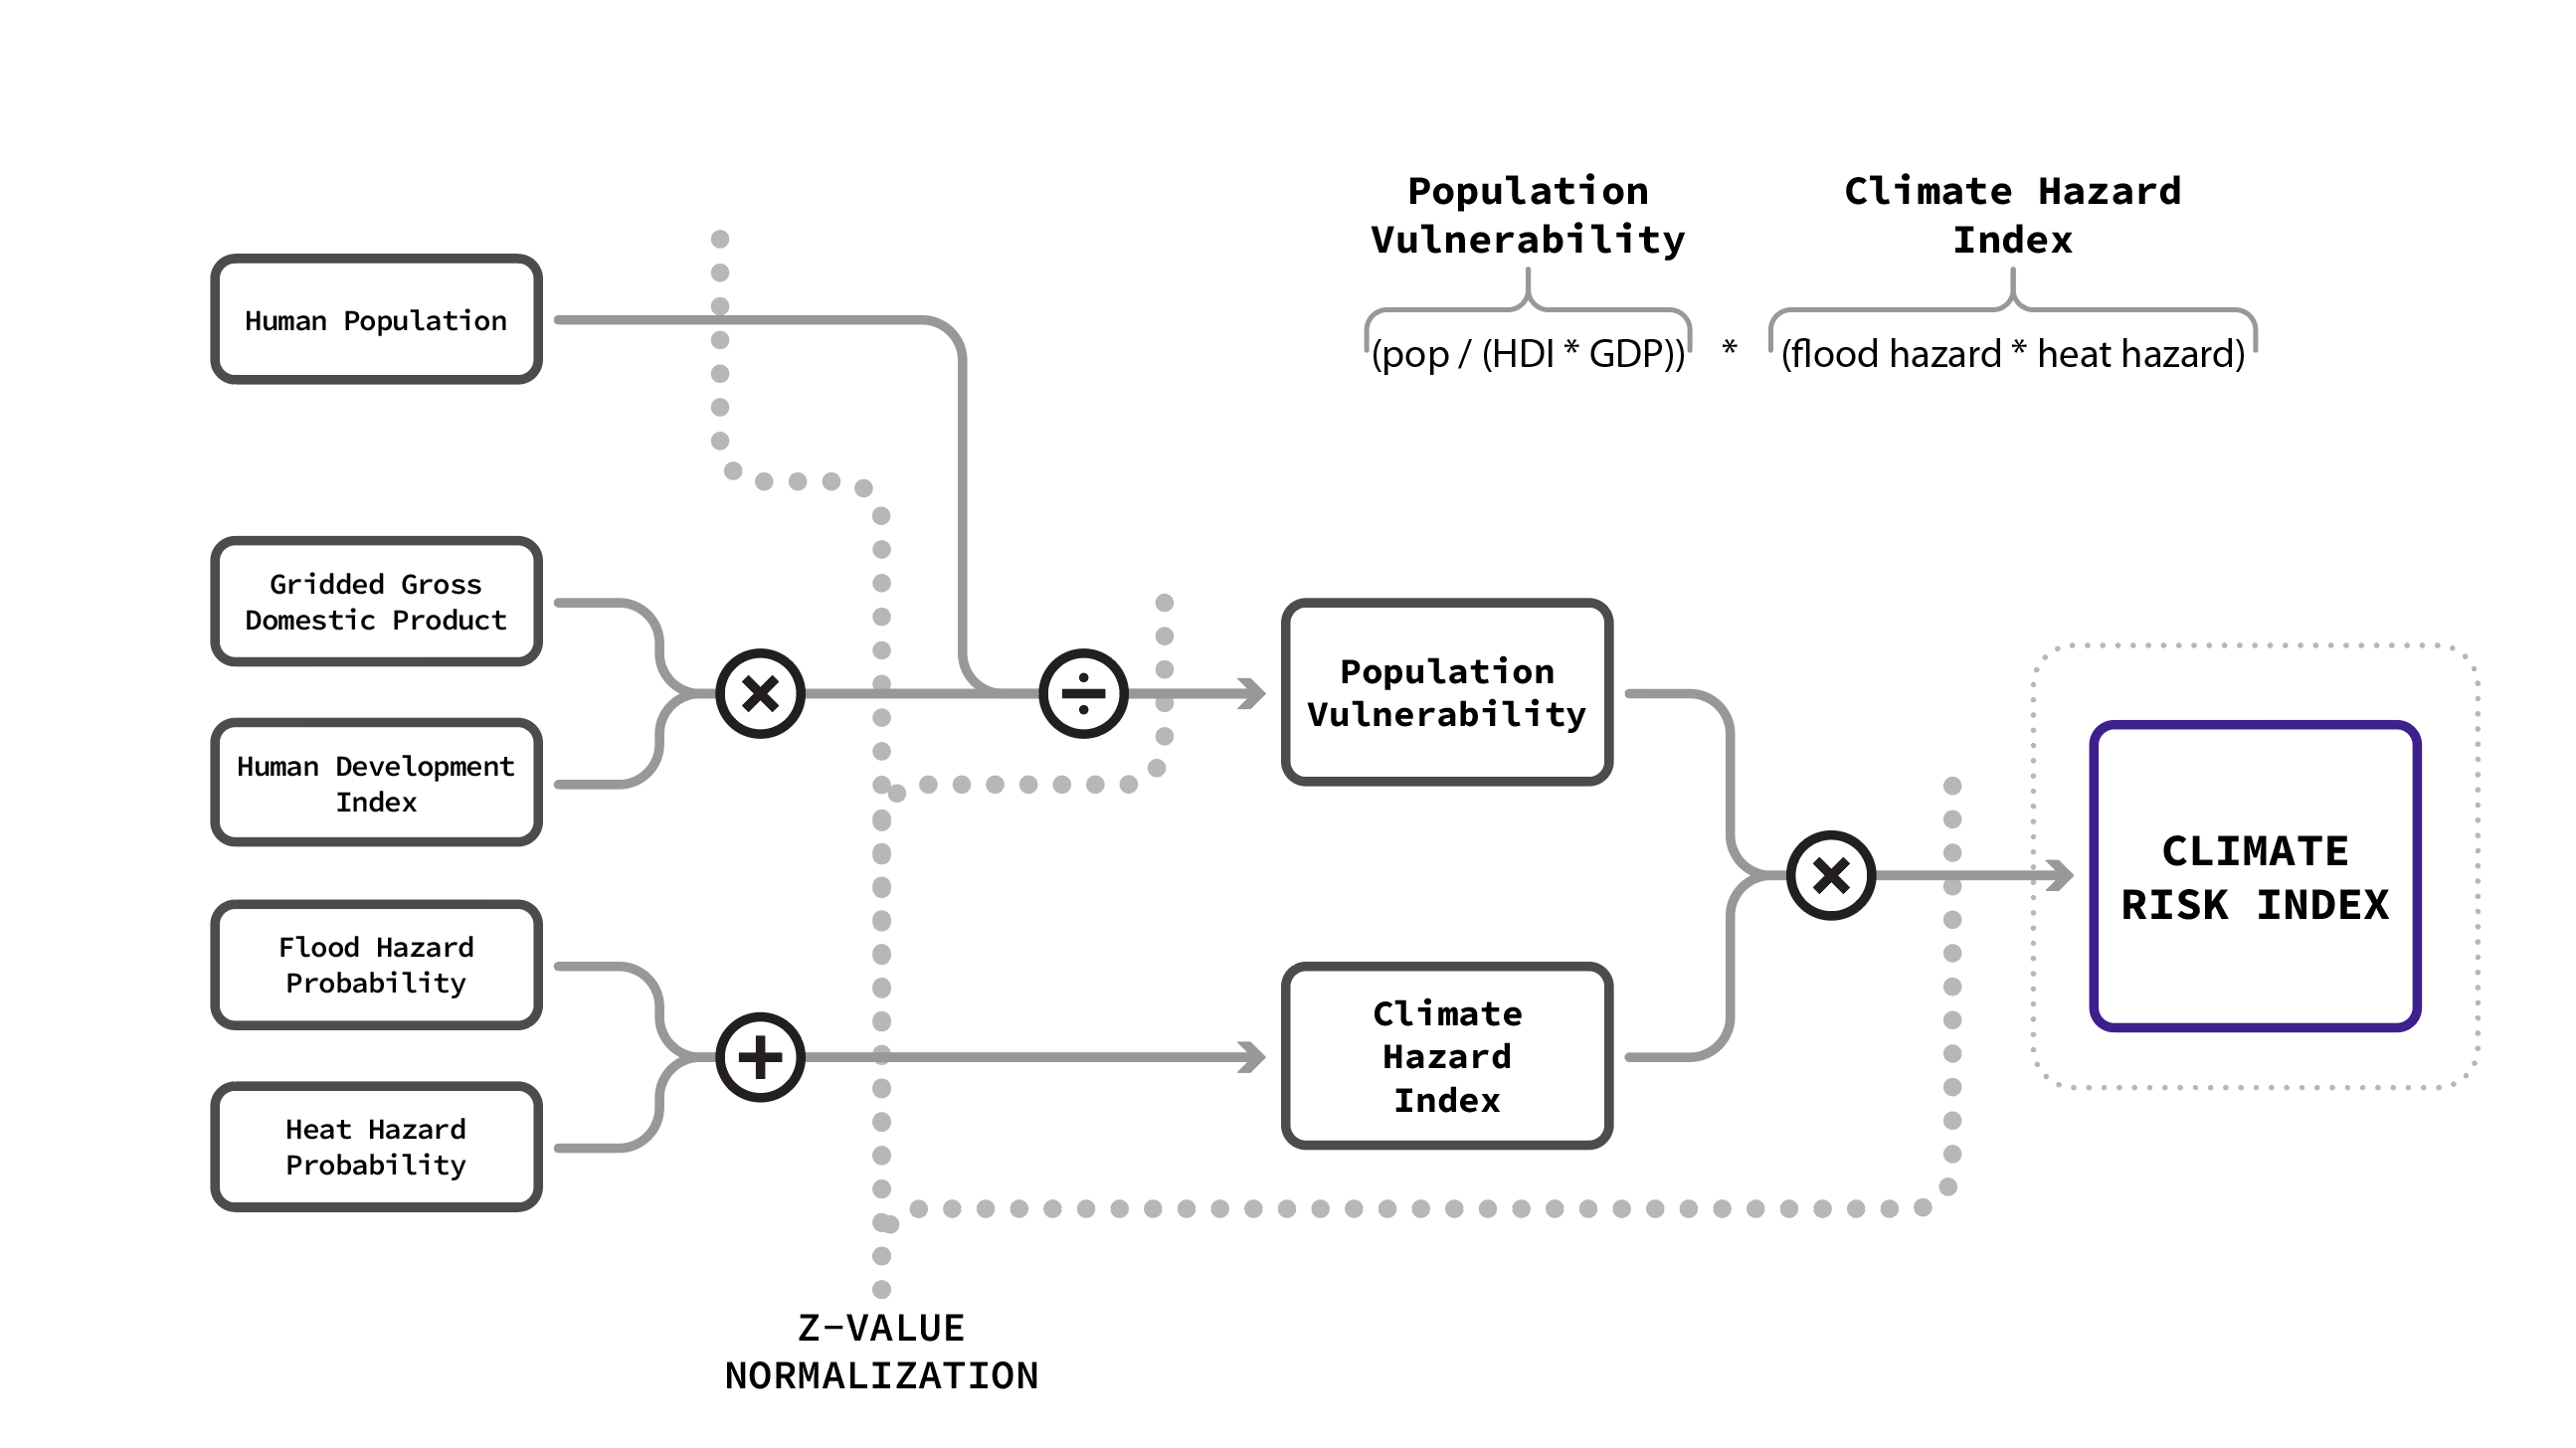 Population
Vulnerability
Climate Hazard
Index
(pop / (HDI * GDP)) * (flood hazard * heat hazard)
Human Population
Gridded Gross
Domestic Product
Human Development
Index
Flood Hazard
Probability
Heat Hazard
Probability
Population
Vulnerability
Climate
Hazard
Index
CLIMATE
RISK INDEX
Z-VALUE
NORMALIZATION